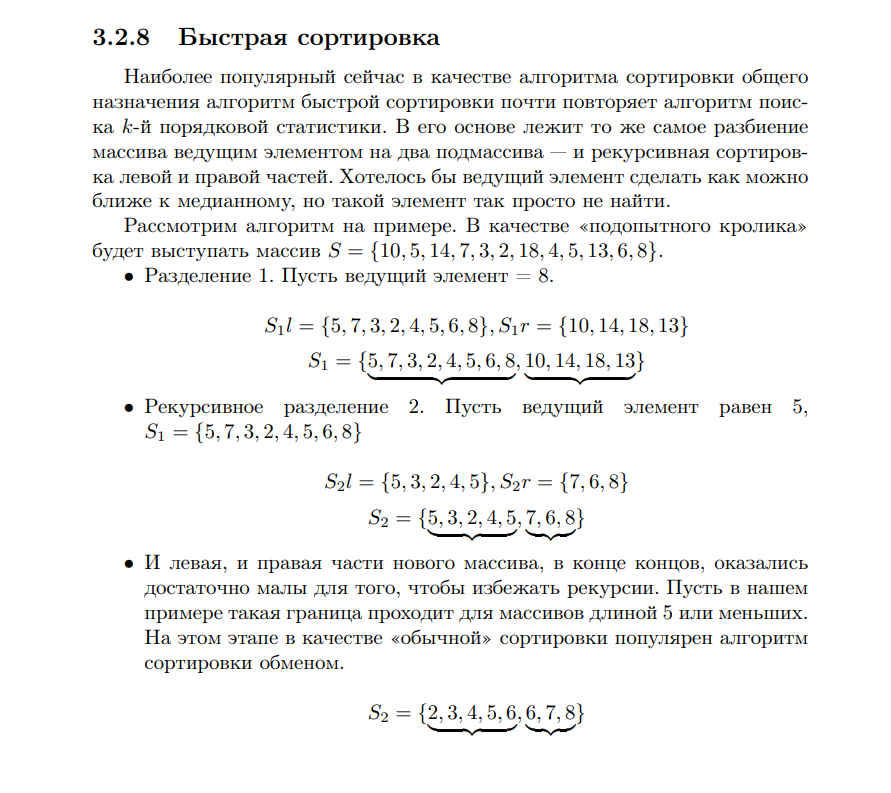 3.2.8 Быстрая сортировка
Наиболее популярный сейчас в качестве алгоритма сортировки общего
назначения алгоритм быстрой сортировки почти повторяет алгоритм поис-
ка k-й порядковой статистики. В его основе лежит то же самое разбиение
массива ведущим элементом на два подмассива — и рекурсивная сортиров-
ка левой и правой частей. Хотелось бы ведущий элемент сделать как можно
ближе к медианному, но такой элемент так просто не найти.
Рассмотрим алгоритм на примере. В качестве «подопытного кролика»
будет выступать массив S = {10, 5, 14, 7, 3, 2, 18, 4, 5, 13, 6, 8}.
• Разделение 1. Пусть ведущий элемент = 8.
S₁l = {5, 7, 3, 2, 4, 5, 6, 8}, S₁r = {10, 14, 18, 13}
S₁ = {5, 7, 3, 2, 4, 5, 6, 8, 10, 14, 18, 13}
• Рекурсивное разделение 2. Пусть ведущий элемент равен 5,
S₁ = {5, 7, 3, 2, 4, 5, 6, 8}
S₂l = {5, 3, 2, 4, 5}, S₂r = {7, 6, 8}
S₂ = {5, 3, 2, 4, 5, 7, 6, 8}
• И левая, и правая части нового массива, в конце концов, оказались
достаточно малы для того, чтобы избежать рекурсии. Пусть в нашем
примере такая граница проходит для массивов длиной 5 или меньших.
На этом этапе в качестве «обычной» сортировки популярен алгоритм
сортировки обменом.
S₂ = {2, 3, 4, 5, 6, 6, 7, 8}